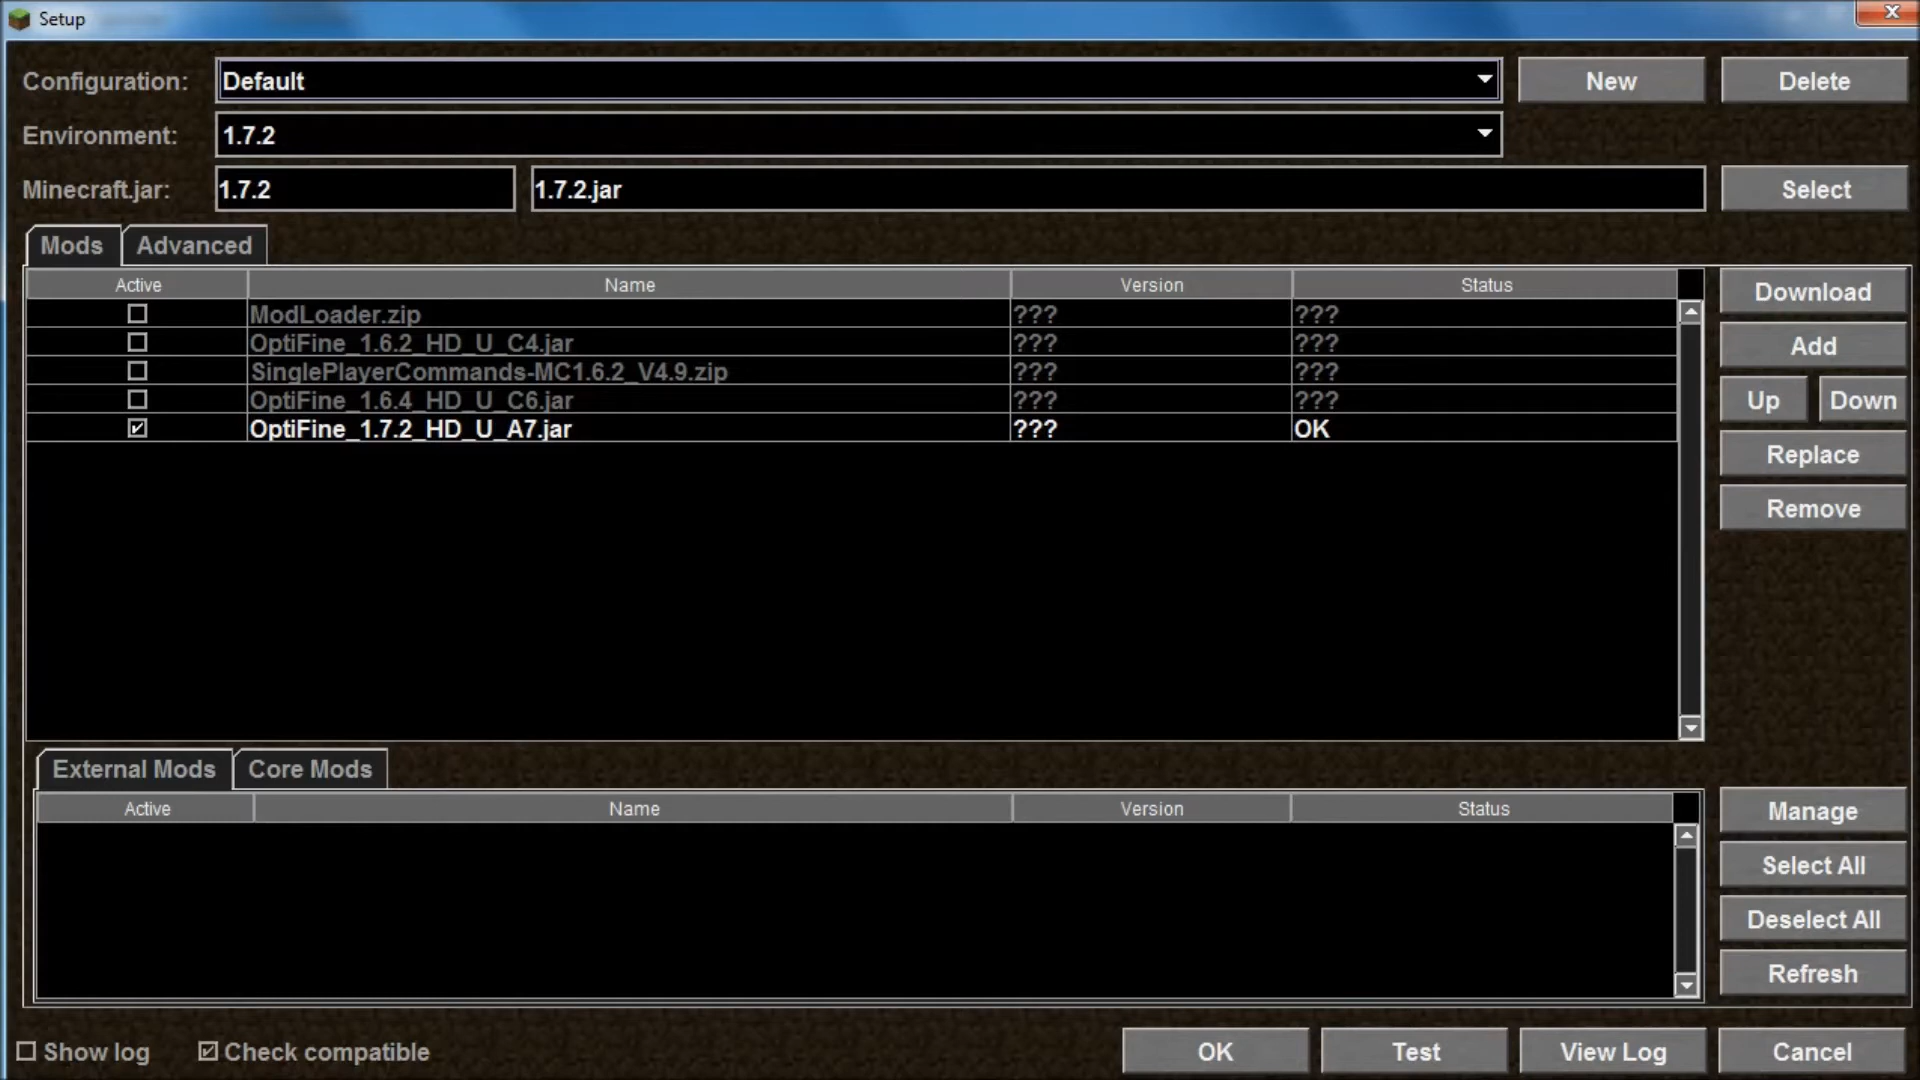 Setup
Configuration: Default New Delete
Environment: 1.7.2
Minecraft.jar: 1.7.2 1.7.2.jar Select
Mods Advanced
Active Name Version Status
ModLoader.zip ??? ???
OptiFine_1.6.2_HD_U_C4.jar ??? ???
SinglePlayerCommands-MC1.6.2_V4.9.zip ??? ???
OptiFine_1.6.4_HD_U_C6.jar ??? ???
OptiFine_1.7.2_HD_U_A7.jar ??? OK
Download
Add
Up Down
Replace
Remove
External Mods Core Mods
Active Name Version Status
Manage
Select All
Deselect All
Refresh
Show log Check compatible OK Test View Log Cancel